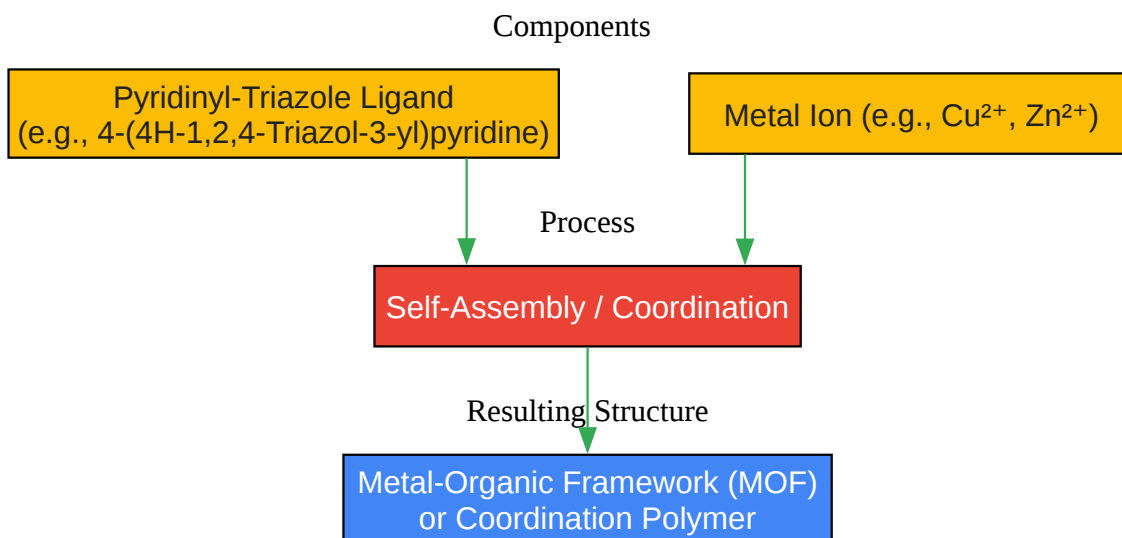 Components
Pyridinyl-Triazole Ligand
(e.g., 4-(4H-1,2,4-Triazol-3-yl)pyridine)
Metal Ion (e.g., Cu²⁺, Zn²⁺)
Process
Self-Assembly / Coordination
Resulting Structure
Metal-Organic Framework (MOF)
or Coordination Polymer